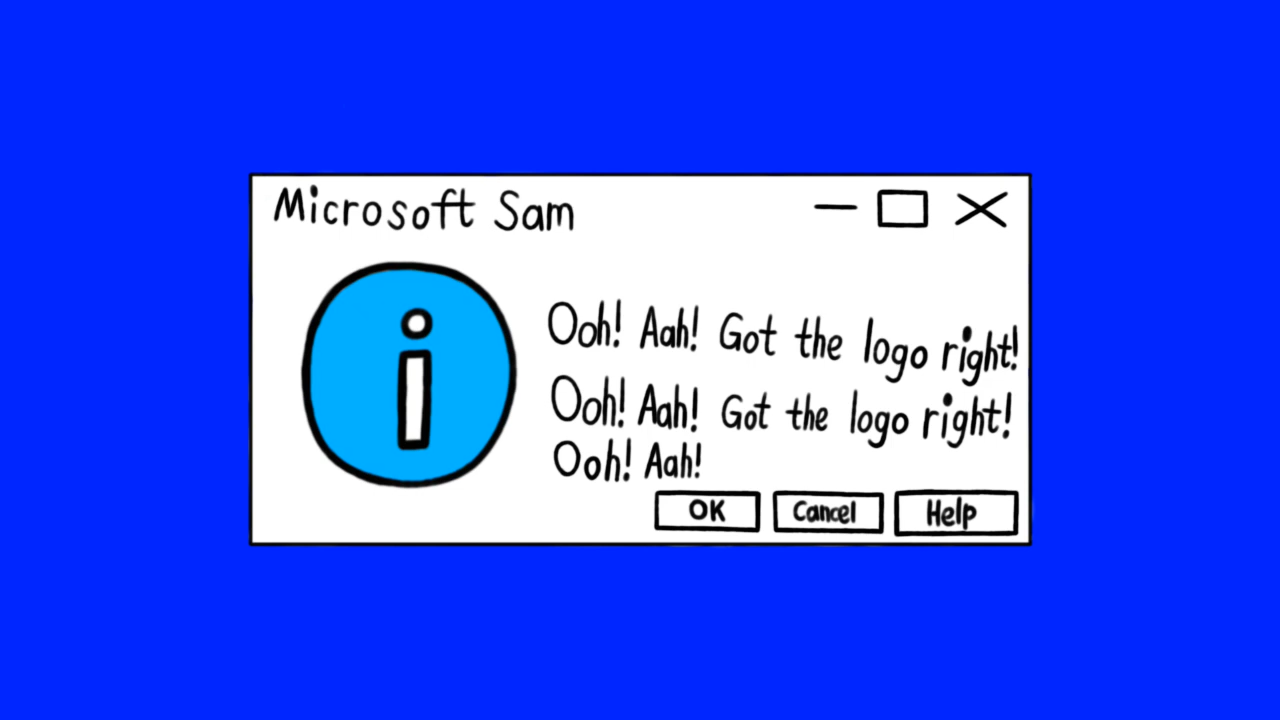 Microsoft Sam
i
Ooh! Aah! Got the logo right!
Ooh! Aah! Got the logo right!
Ooh! Aah!
OK Cancel Help